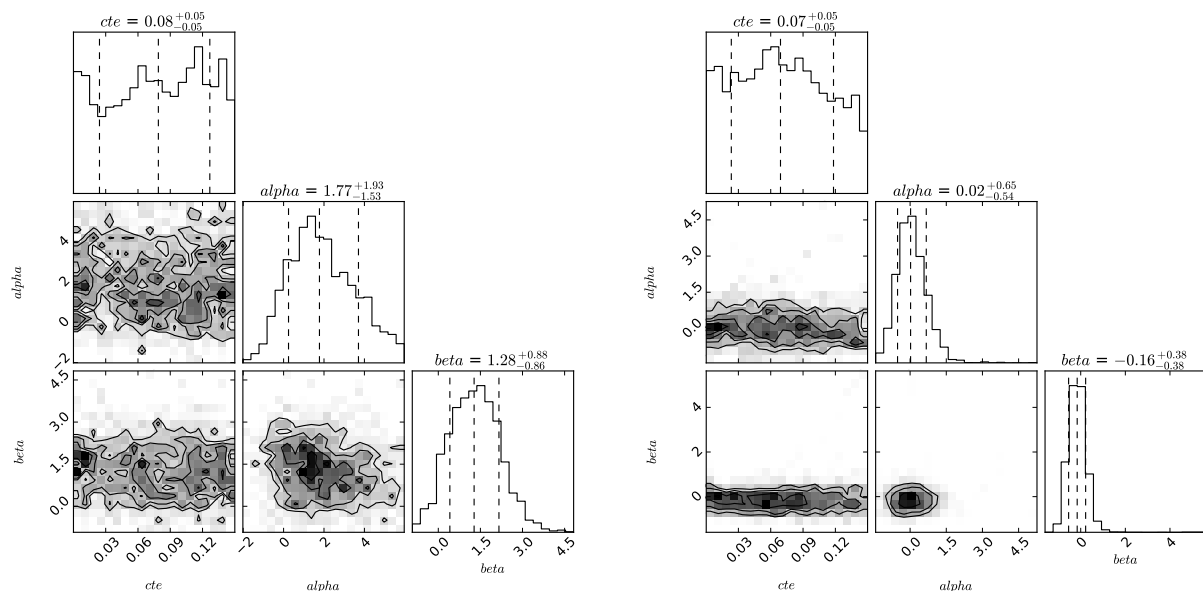 cte = 0.08+0.05−0.05
alpha = 1.77+1.93−1.53
alpha
4
2
0
−2
beta = 1.28+0.88−0.86
beta
4.5
3.0
1.5
0.0
0.03 0.06 0.09 0.12
cte
−2 0 2 4
alpha
0.0 1.5 3.0 4.5
beta
cte = 0.07+0.05−0.05
alpha = 0.02+0.65−0.54
alpha
4.5
3.0
1.5
0.0
beta = −0.16+0.38−0.38
beta
4
2
0
0.03 0.06 0.09 0.12
cte
0.0 1.5 3.0 4.5
alpha
0 2 4
beta